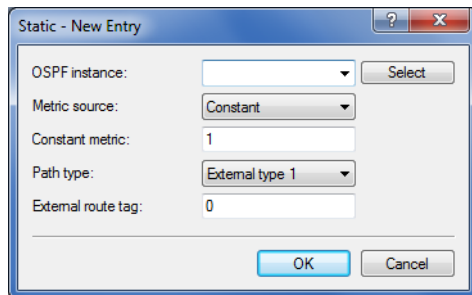 Static - New Entry
OSPF instance:
Select
Metric source:
Constant
Constant metric:
1
Path type:
External type 1
External route tag:
0
OK
Cancel